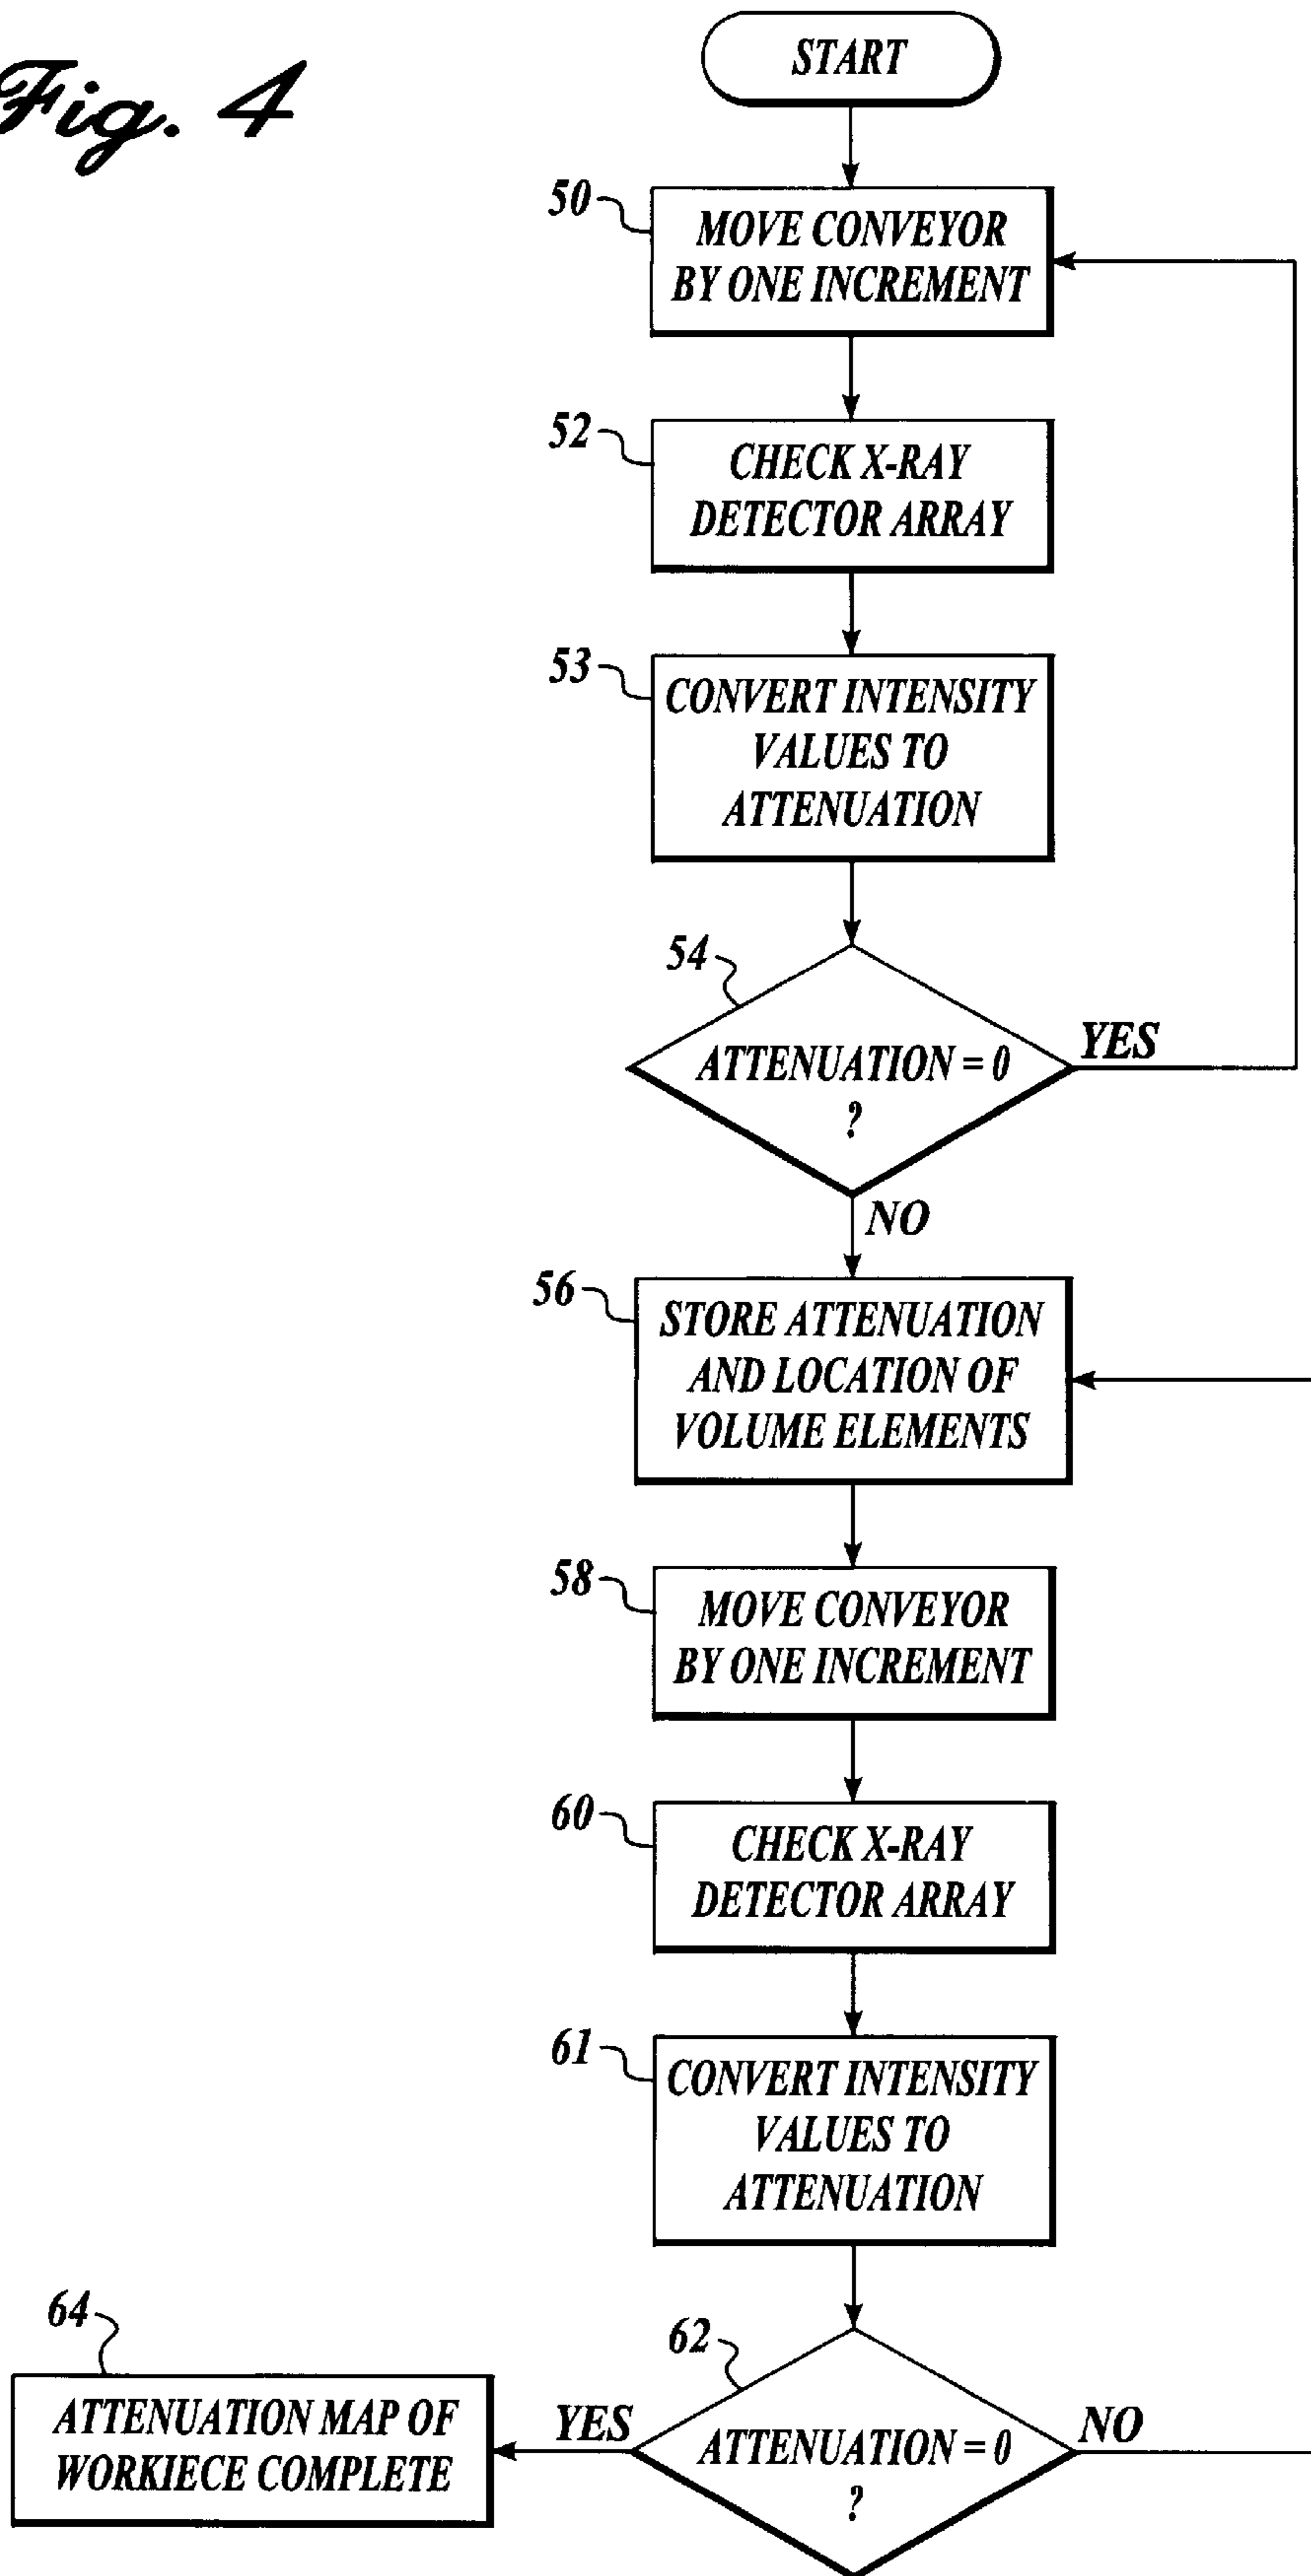 Fig. 4
START
50
MOVE CONVEYOR
BY ONE INCREMENT
52
CHECK X-RAY
DETECTOR ARRAY
53
CONVERT INTENSITY
VALUES TO
ATTENUATION
54
ATTENUATION = 0
?
YES
NO
56
STORE ATTENUATION
AND LOCATION OF
VOLUME ELEMENTS
58
MOVE CONVEYOR
BY ONE INCREMENT
60
CHECK X-RAY
DETECTOR ARRAY
61
CONVERT INTENSITY
VALUES TO
ATTENUATION
62
ATTENUATION = 0
?
YES
NO
64
ATTENUATION MAP OF
WORKIECE COMPLETE